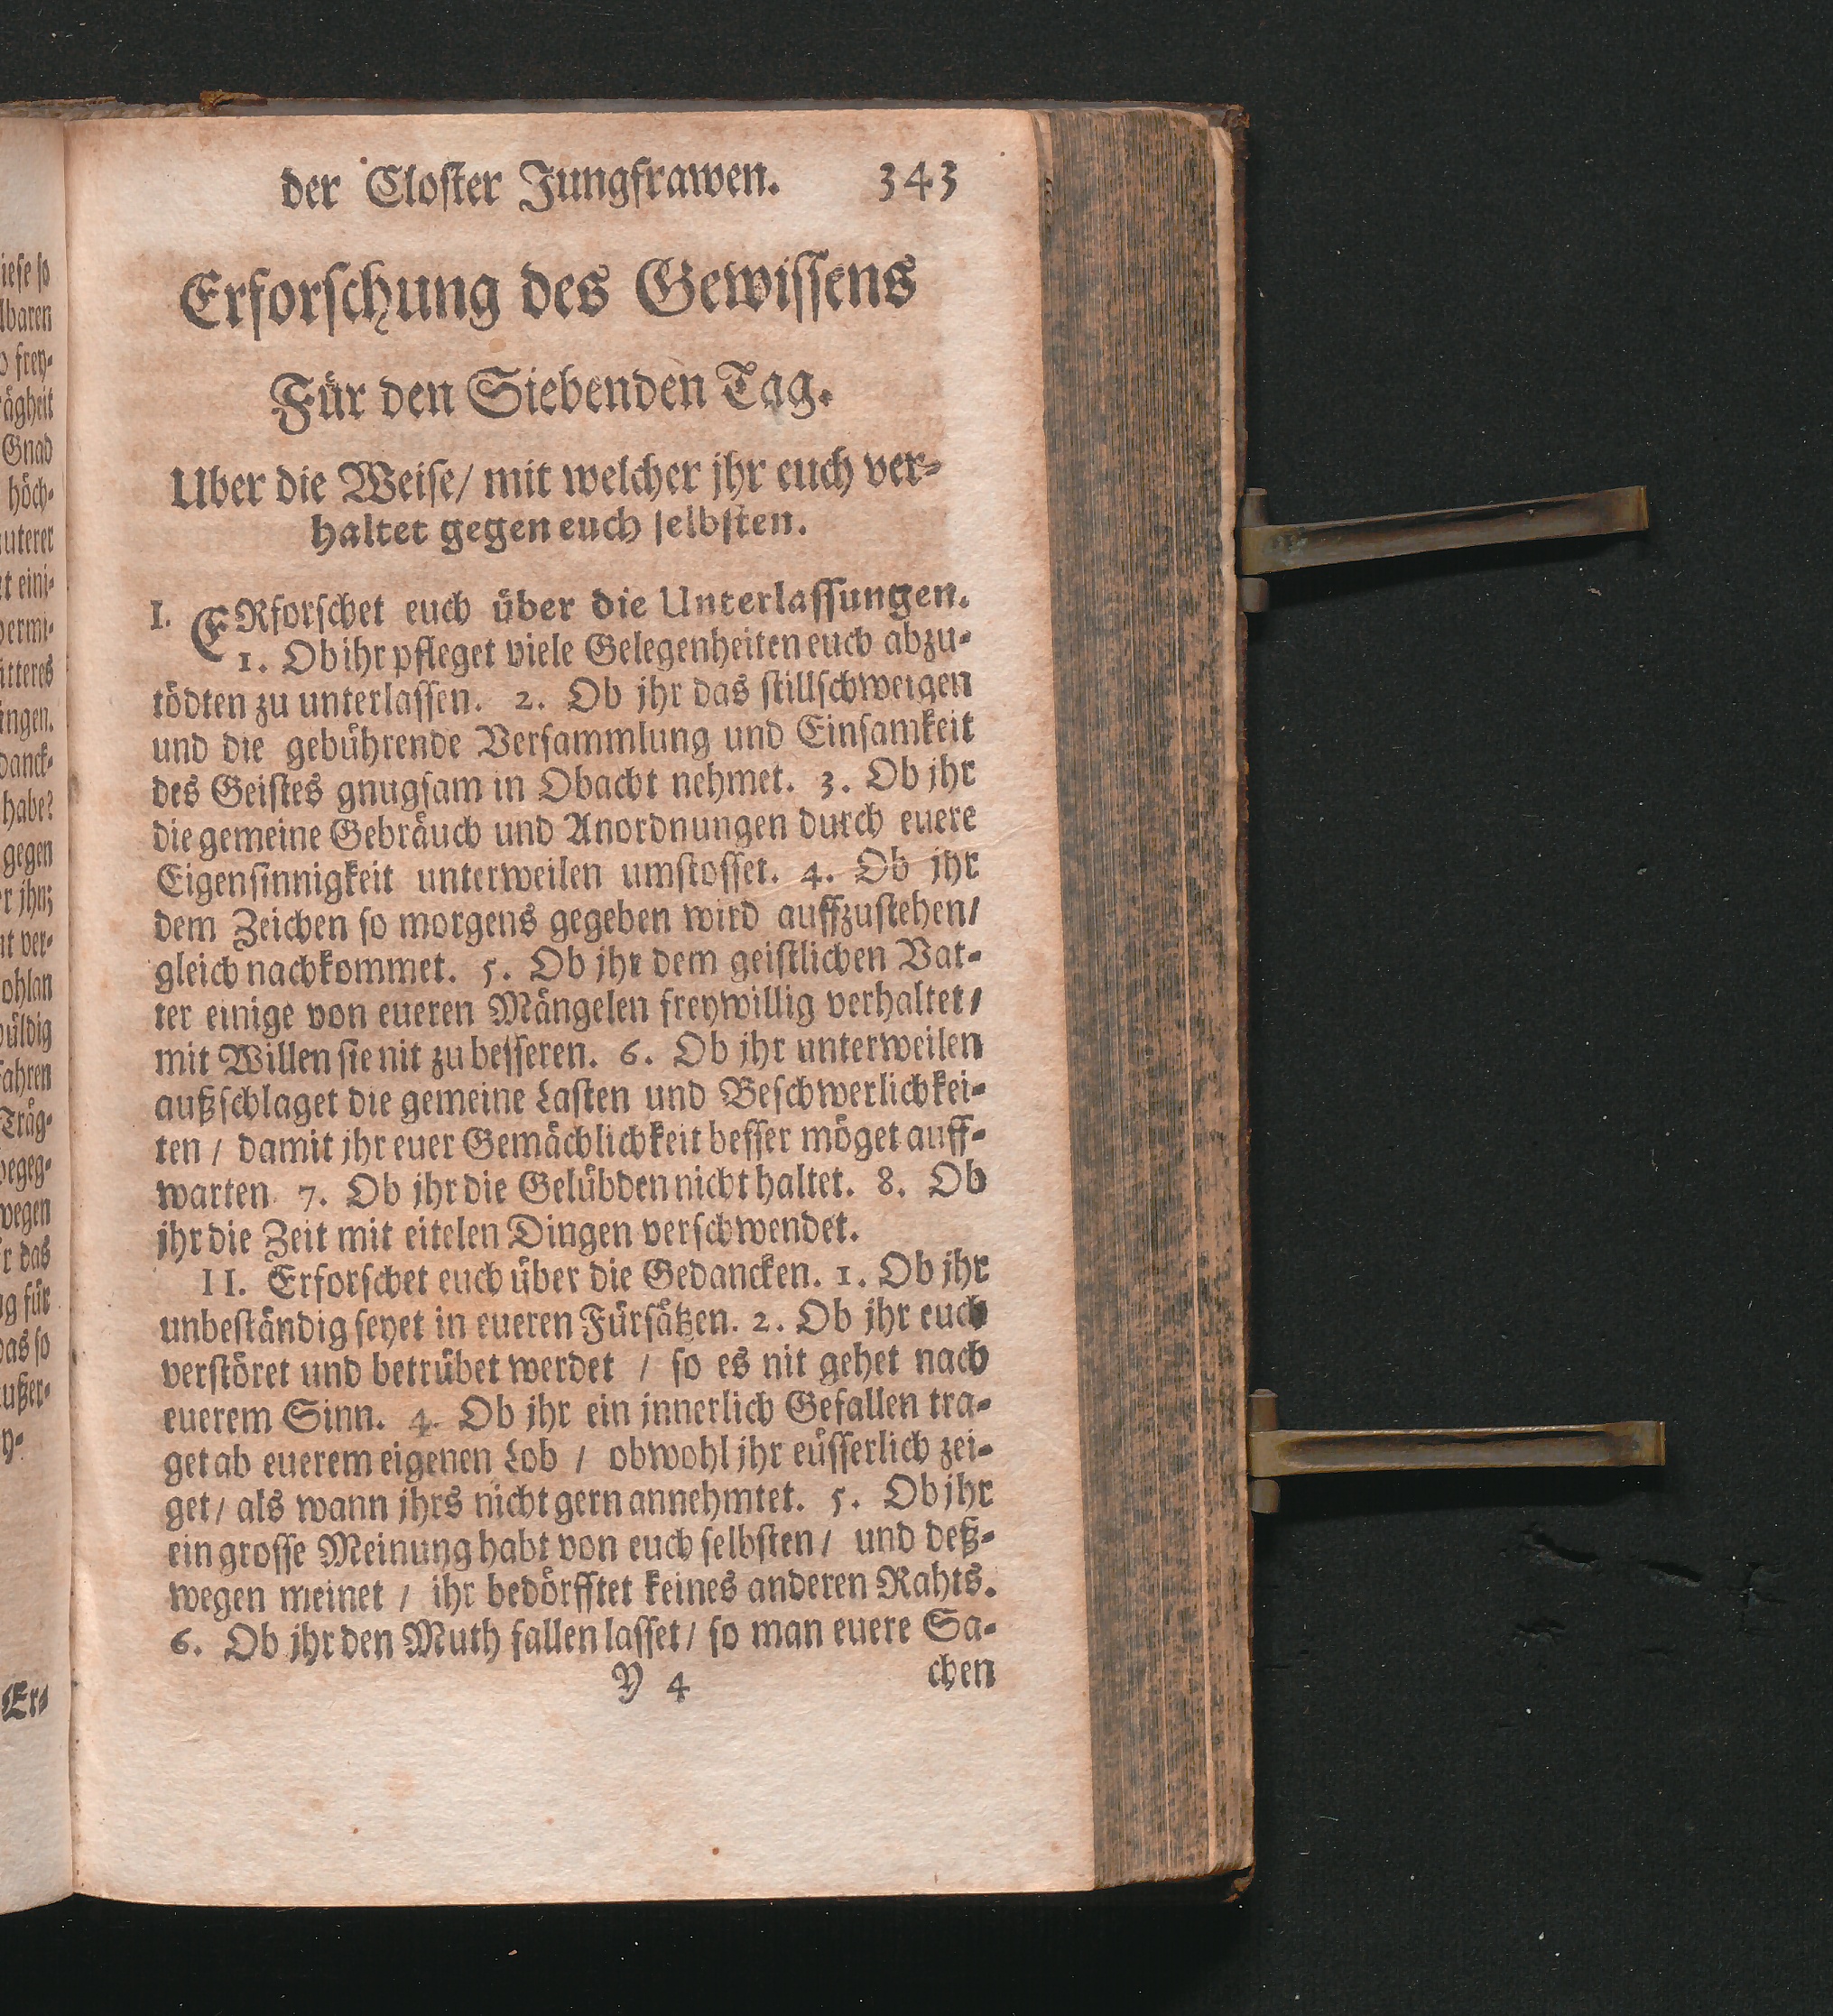 der Closter Jungfrawen. 343
Erforschung des Gewissens
Für den Siebenden Tag.
Uber die Weise/ mit welcher jhr euch ver-
haltet gegen euch selbsten.
I. ERforschet euch über die Unterlassungen.
1. Ob ihr pfleget viele Gelegenheiten euch abzu-
tödten zu unterlassen. 2. Ob jhr das stillschweigen
und die gebührende Versammlung und Einsamkeit
des Geistes gnugsam in Obacht nehmet. 3. Ob jhr
die gemeine Gebräuch und Anordnungen durch euere
Eigensinnigkeit unterweilen umstosset. 4. Ob jhr
dem Zeichen so morgens gegeben wird auffzustehen/
gleich nachkommet. 5. Ob jhr dem geistlichen Vat-
ter einige von eueren Mängelen freywillig verhaltet/
mit Willen sie nit zu besseren. 6. Ob jhr unterweilen
außschlaget die gemeine Lasten und Beschwerlichkei-
ten / damit jhr euer Gemächlichkeit besser möget auff-
warten 7. Ob jhr die Gelübden nicht haltet. 8. Ob
jhr die Zeit mit eitelen Dingen verschwendet.
II. Erforschet euch über die Gedancken. 1. Ob jhr
unbeständig seyet in eueren Fürsätzen. 2. Ob jhr euch
verstöret und betrübet werdet / so es nit gehet nach
euerem Sinn. 4. Ob jhr ein innerlich Gefallen tra-
get ab euerem eigenen Lob / obwohl jhr eüsserlich zei-
get / als wann jhrs nicht gern annehmtet. 5. Ob jhr
ein grosse Meinung habt von euch selbsten / und deß-
wegen meinet / ihr bedörfftet keines anderen Rahts.
6. Ob jhr den Muth fallen lasset / so man euere Sa-
Y 4 chen